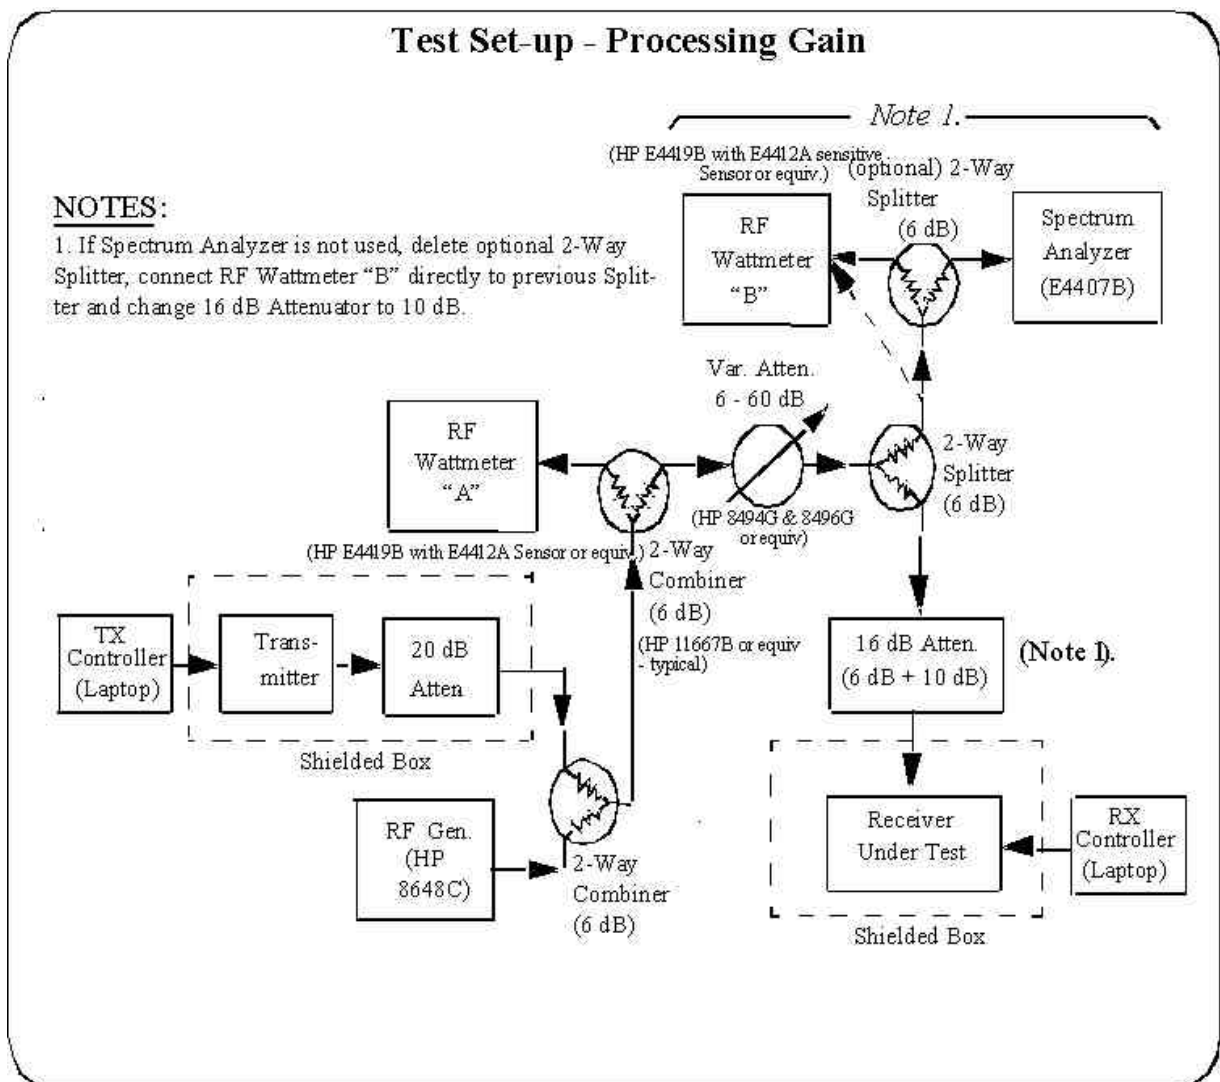 Test Set-up - Processing Gain
Note 1.
(HP E4419B with E4412A sensitive
Sensor or equiv.)
(optional) 2-Way
Splitter
(6 dB)
RF
Wattmeter
“B”
Spectrum
Analyzer
(E4407B)
NOTES:
1. If Spectrum Analyzer is not used, delete optional 2-Way
Splitter, connect RF Wattmeter “B” directly to previous Split-
ter and change 16 dB Attenuator to 10 dB.
Var. Atten.
6 - 60 dB
RF
Wattmeter
“A”
2-Way
Splitter
(6 dB)
(HP 8494G & 8496G
or equiv)
(HP E4419B with E4412A Sensor or equiv.)
2-Way
Combiner
(6 dB)
(HP 11667B or equiv
- typical)
TX
Controller
(Laptop)
Trans-
mitter
20 dB
Atten
Shielded Box
16 dB Atten.
(6 dB + 10 dB)
(Note 1).
RF Gen.
(HP
8648C)
2-Way
Combiner
(6 dB)
Receiver
Under Test
RX
Controller
(Laptop)
Shielded Box